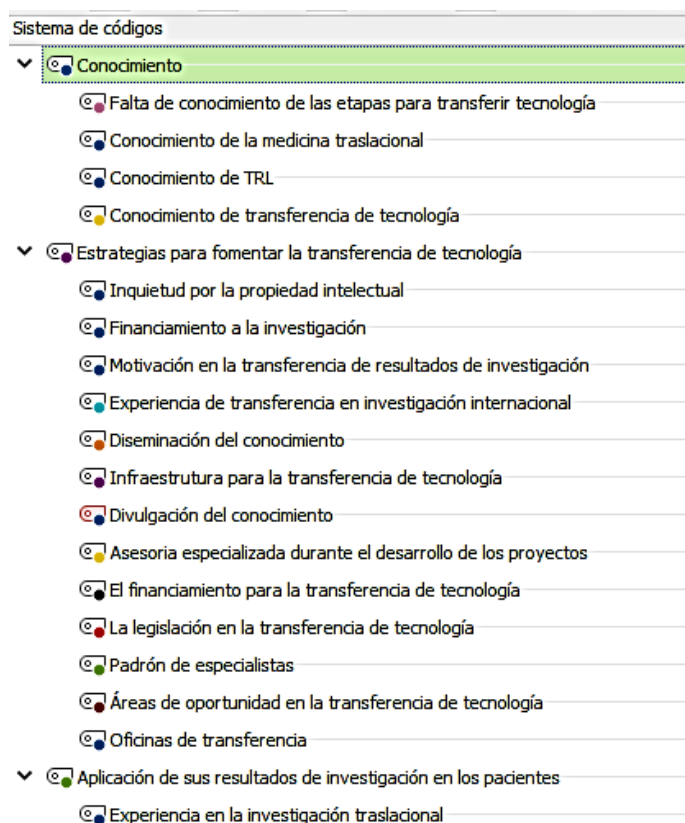 Sistema de códigos
Conocimiento
Falta de conocimiento de las etapas para transferir tecnología
Conocimiento de la medicina traslacional
Conocimiento de TRL
Conocimiento de transferencia de tecnología
Estrategias para fomentar la transferencia de tecnología
Inquietud por la propiedad intelectual
Financiamiento a la investigación
Motivación en la transferencia de resultados de investigación
Experiencia de transferencia en investigación internacional
Diseminación del conocimiento
Infraestrutura para la transferencia de tecnología
Divulgación del conocimiento
Asesoria especializada durante el desarrollo de los proyectos
El financiamiento para la transferencia de tecnología
La legislación en la transferencia de tecnología
Padrón de especialistas
Áreas de oportunidad en la transferencia de tecnología
Oficinas de transferencia
Aplicación de sus resultados de investigación en los pacientes
Experiencia en la investigación traslacional